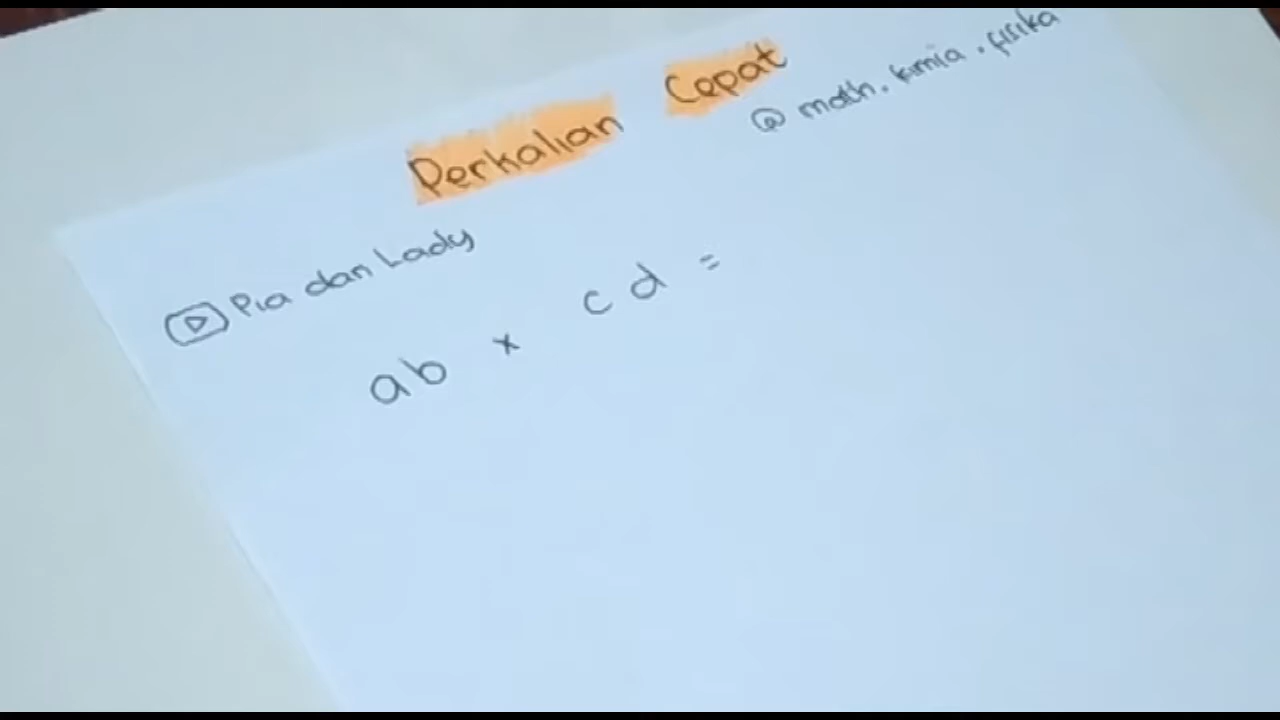 Perkalian Cepat
@ math.kimia.fisika
Pia dan Lady
ab × cd =